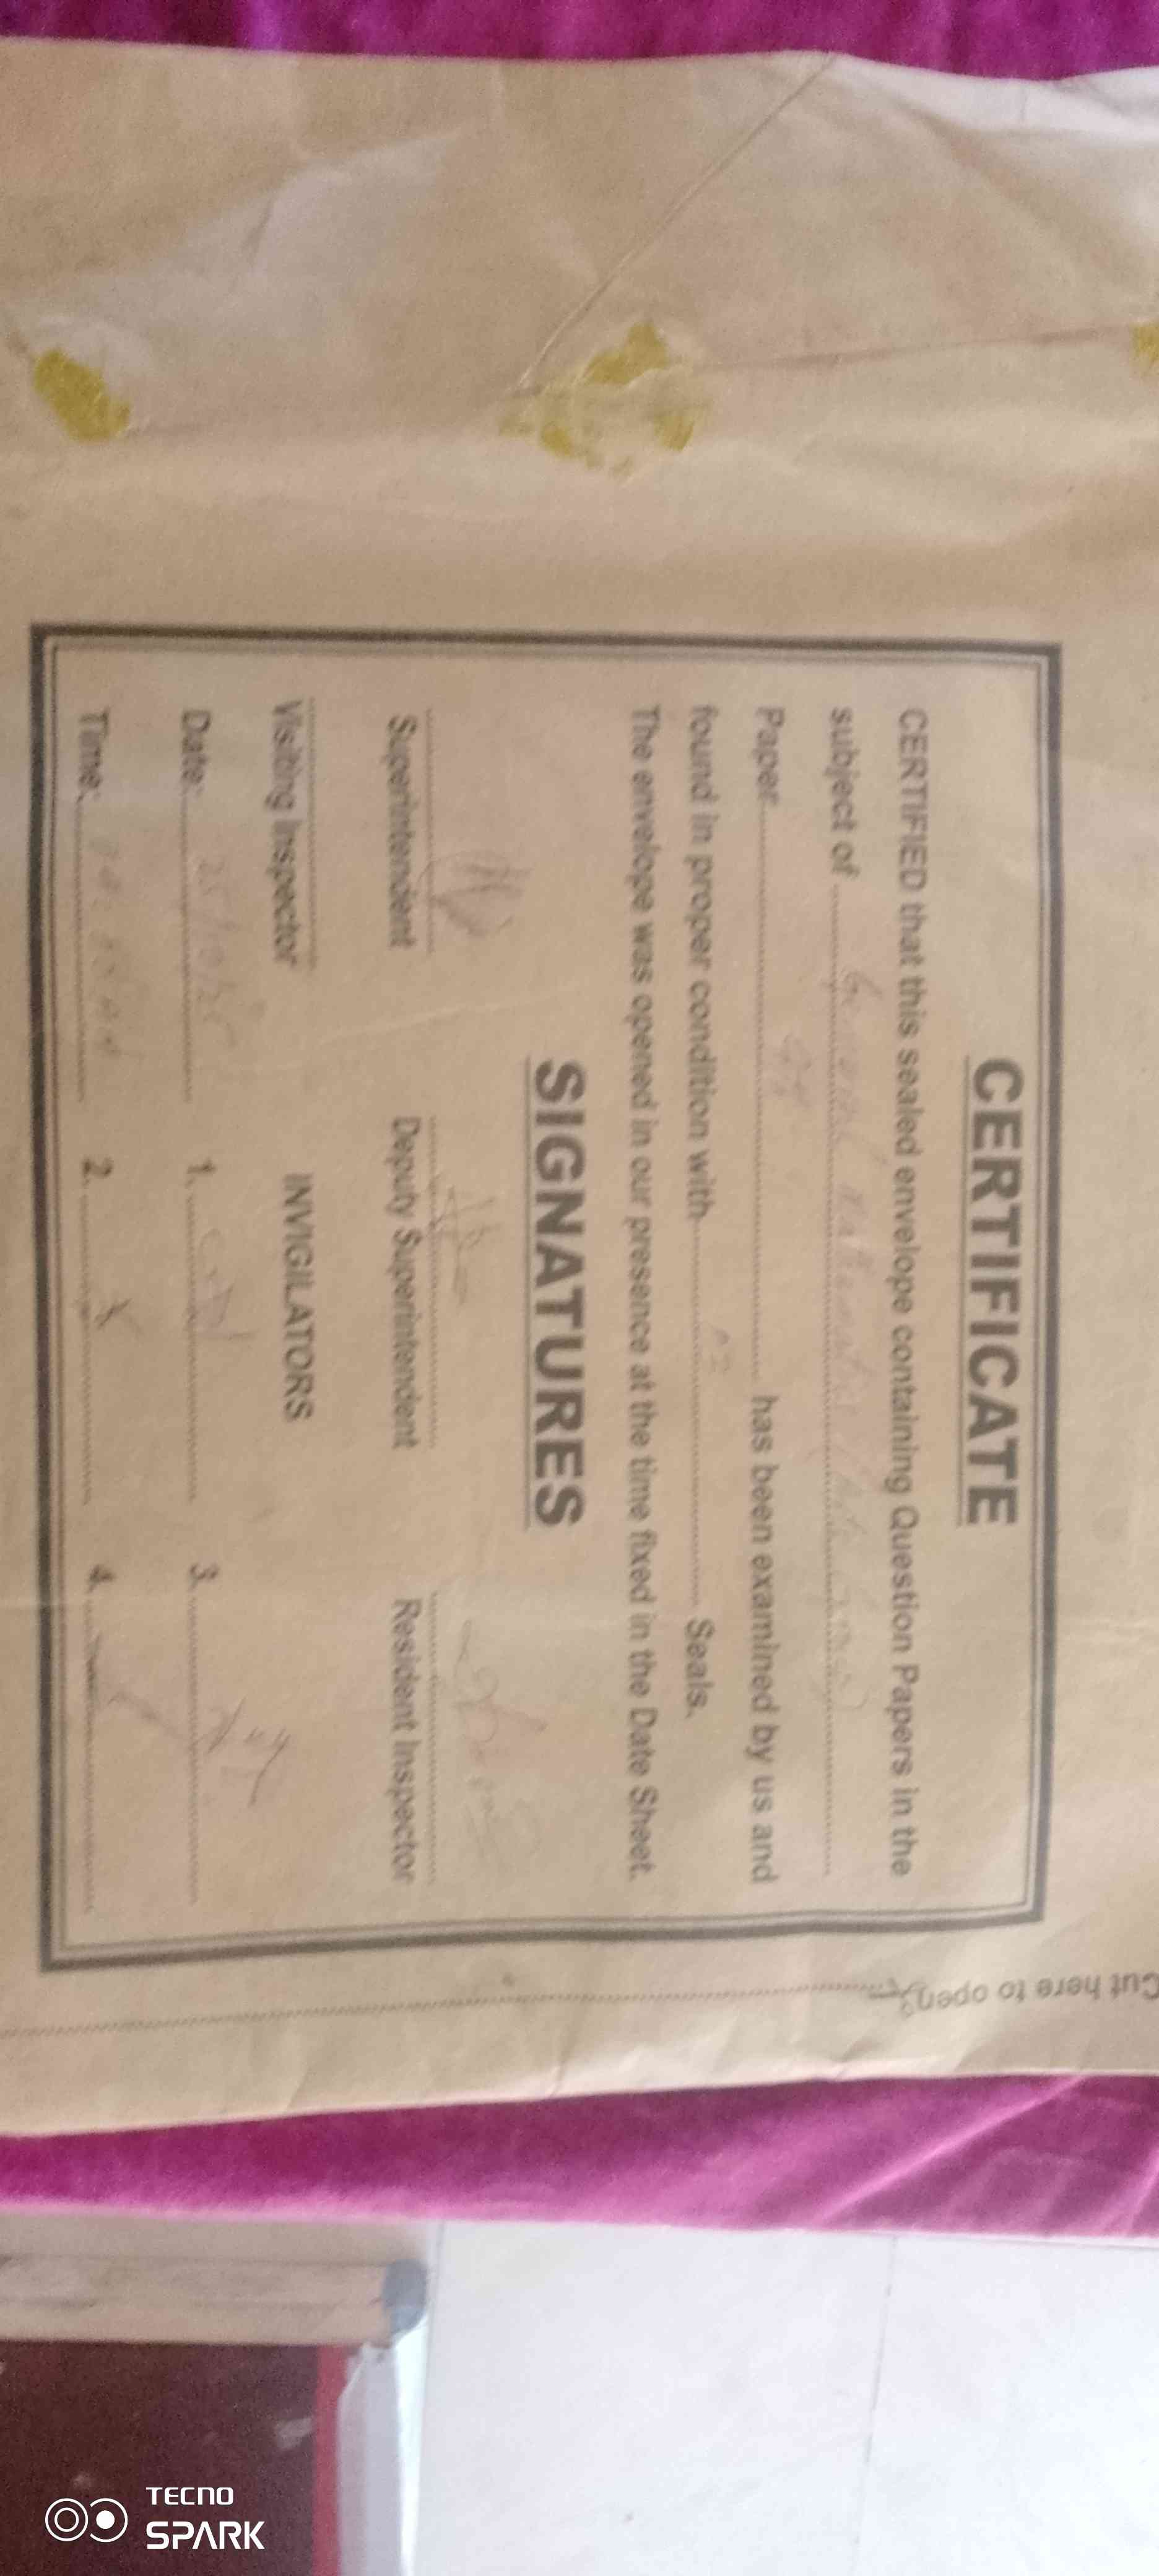 CERTIFICATE
CERTIFIED that this sealed envelope containing Question Papers in the
subject of
Paper has been examined by us and
found in proper condition with Seals.
The envelope was opened in our presence at the time fixed in the Date Sheet.
SIGNATURES
Superintendent Deputy Superintendent Resident Inspector
Visiting Inspector INVIGILATORS
Date: 1. 3.
Time: 2. 4.
Cut here to open
TECNO
SPARK